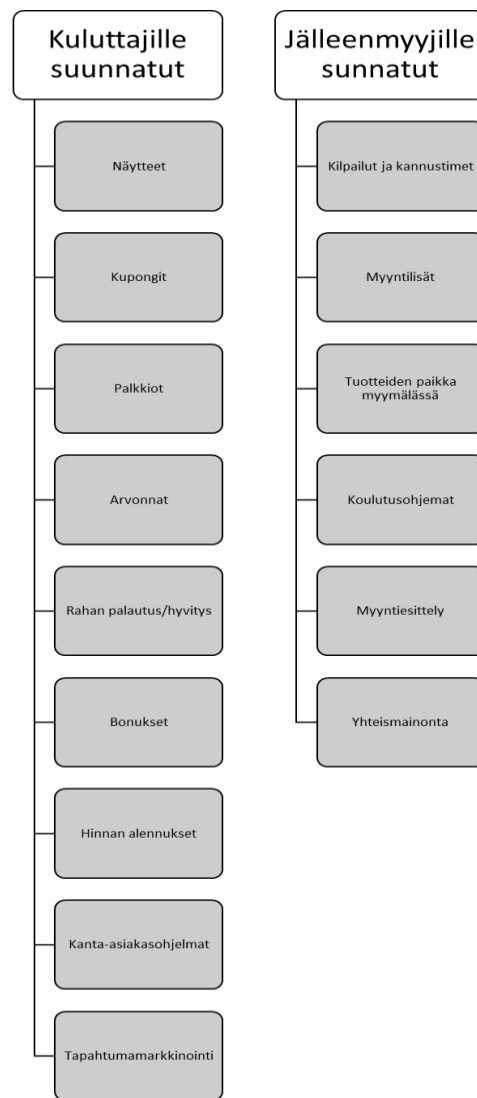 Kuluttajille
suunnatut
Näytteet
Kupongit
Palkkiot
Arvonnat
Rahan palautus/hyvitys
Bonukset
Hinnan alennukset
Kanta-asiakasohjelmat
Tapahtumamarkkinointi
Jälleenmyyjille
sunnatut
Kilpailut ja kannustimet
Myyntilisät
Tuotteiden paikka
myymälässä
Koulutusohjemat
Myyntiesittely
Yhteismainonta